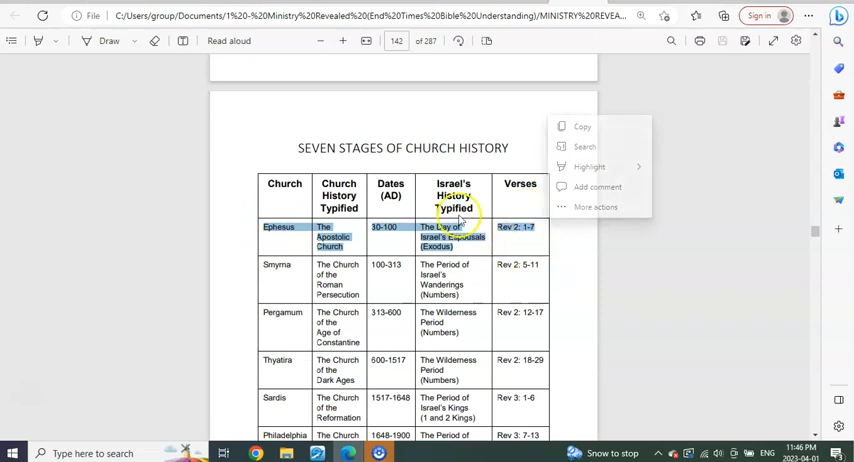 File
C:/Users/group/Documents/1%20-%20Ministry%20Revealed(End%20Times%20Bible%20Understanding)/MINISTRY%20REVEA...
Sign in
Draw
Read aloud
142
of 287
SEVEN STAGES OF CHURCH HISTORY
Church
Church
History
Typified
Dates
(AD)
Israel's
History
Typified
Verses
Ephesus
The
Apostolic
Church
30-100
The Day of
Israel's Espousals
(Exodus)
Rev 2: 1-7
Smyrna
The Church
of the
Roman
Persecution
100-313
The Period of
Israel's
Wanderings
(Numbers)
Rev 2: 5-11
Pergamum
The Church
of the
Age of
Constantine
313-600
The Wilderness
Period
(Numbers)
Rev 2: 12-17
Thyatira
The Church
of the
Dark Ages
600-1517
The Wilderness
Period
(Numbers)
Rev 2: 18-29
Sardis
The Church
of the
Reformation
1517-1648
The Period of
Israel's Kings
(1 and 2 Kings)
Rev 3: 1-6
Philadelphia
The Church
1648-1900
The Period of
Rev 3: 7-13
Copy
Search
Highlight
Add comment
More actions
Type here to search
Snow to stop
ENG
11:46 PM
2023-04-01